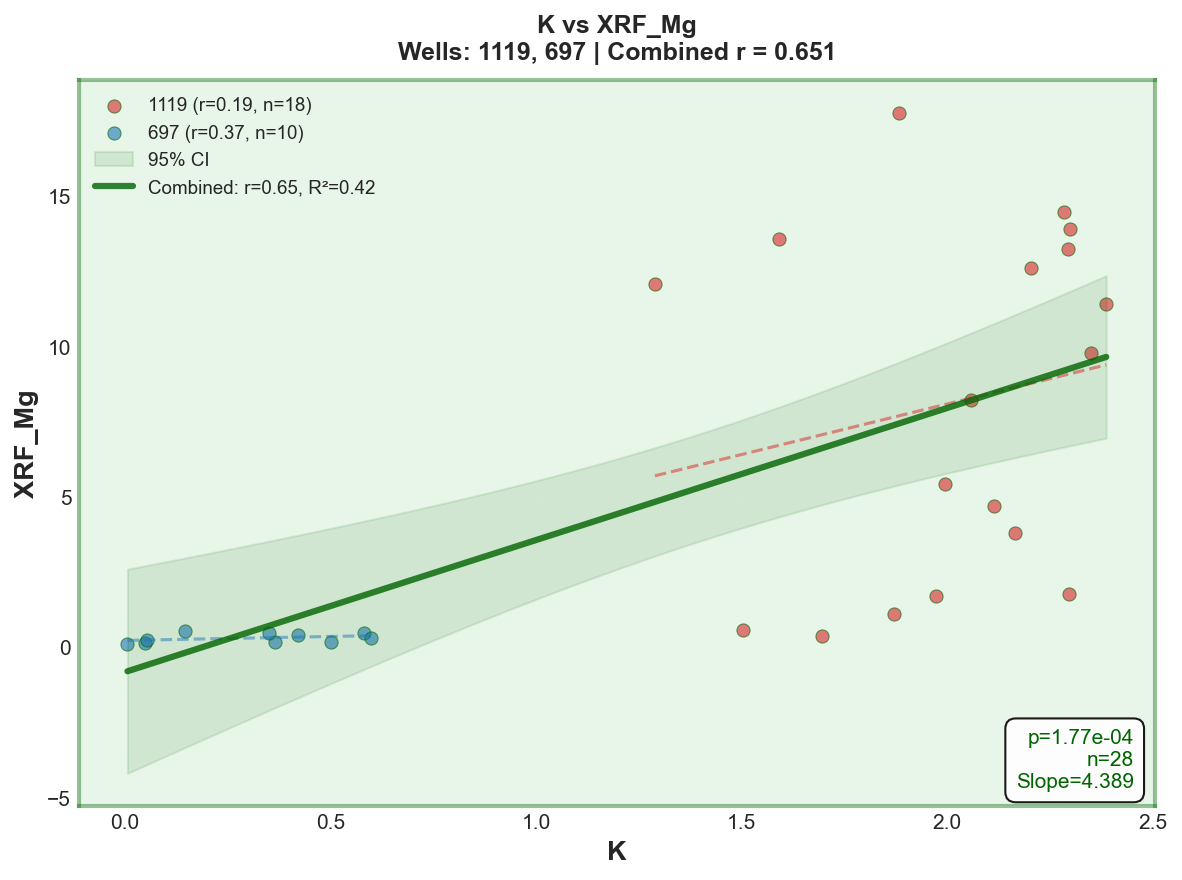 K vs XRF_Mg
Wells: 1119, 697 | Combined r = 0.651
1119 (r=0.19, n=18)
697 (r=0.37, n=10)
95% CI
Combined: r=0.65, R²=0.42
XRF_Mg
15
10
5
0
−5
p=1.77e-04
n=28
Slope=4.389
0.0 0.5 1.0 1.5 2.0 2.5
K